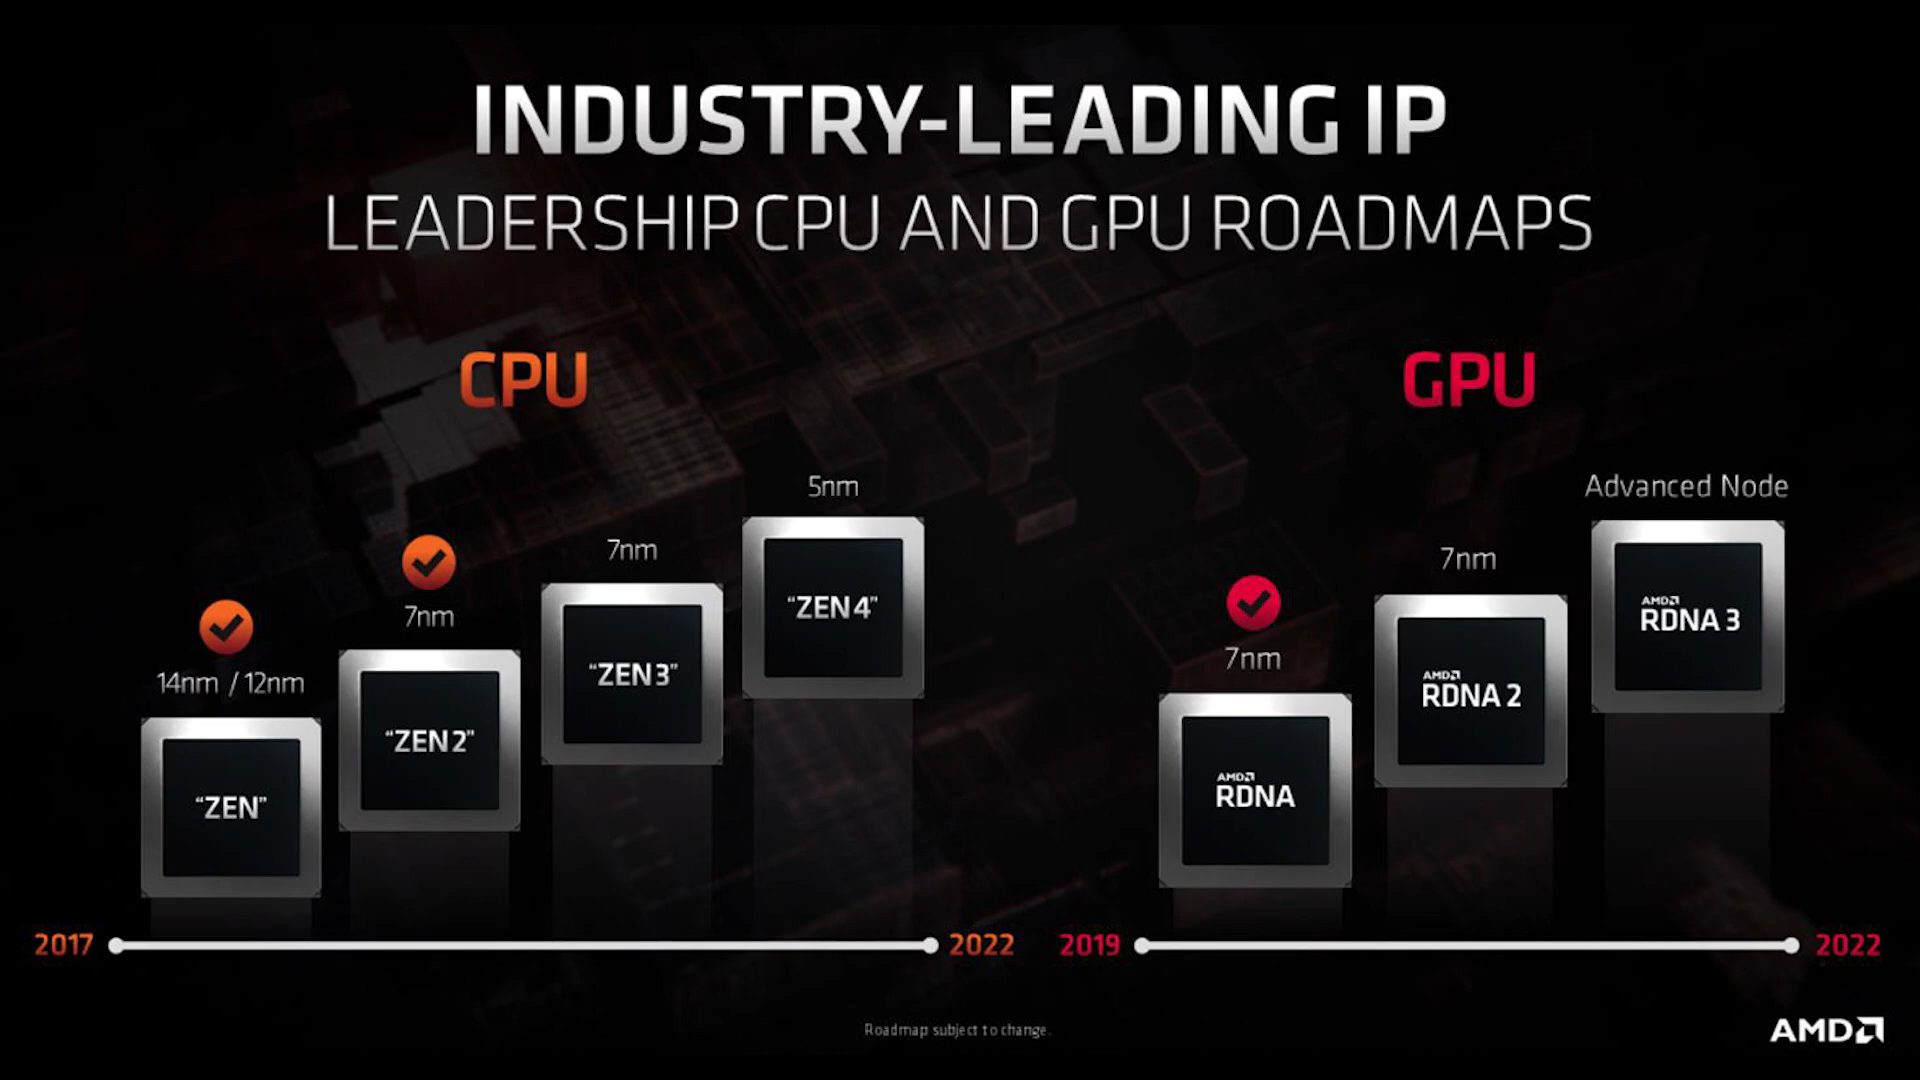 INDUSTRY-LEADING IP
LEADERSHIP CPU AND GPU ROADMAPS
CPU
14nm / 12nm
"ZEN"
7nm
"ZEN 2"
7nm
"ZEN 3"
5nm
"ZEN 4"
2017
2022
GPU
7nm
AMD
RDNA
7nm
AMD
RDNA 2
Advanced Node
AMD
RDNA 3
2019
2022
Roadmap subject to change.
AMD